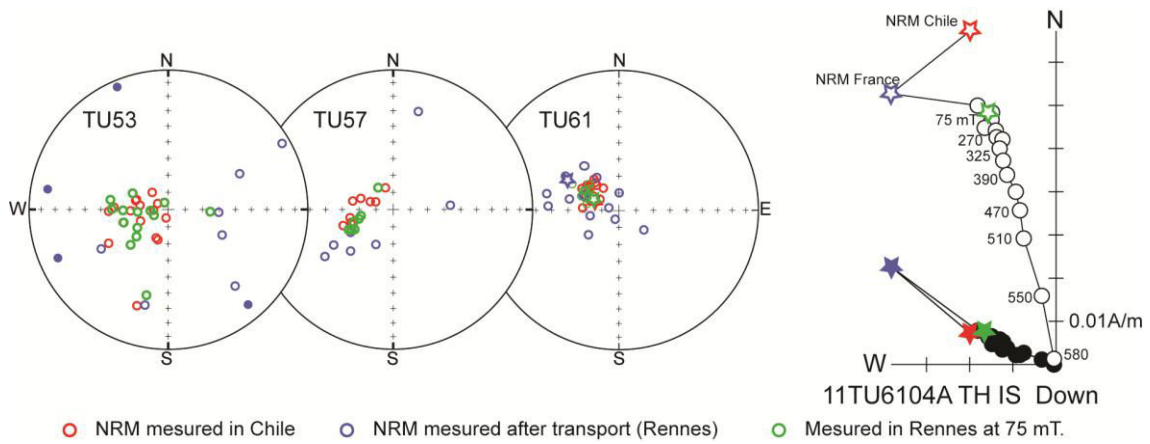 N
N
N
N
TU53
TU57
TU61
W
E
S
S
S
NRM Chile
NRM France
75 mT
270
325
390
470
510
550
0.01A/m
580
W
11TU6104A TH IS Down
NRM mesured in Chile
NRM mesured after transport (Rennes)
Mesured in Rennes at 75 mT.